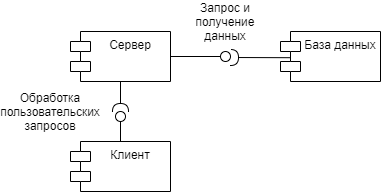 Запрос и
получение
данных
Сервер
База данных
Обработка
пользовательских
запросов
Клиент